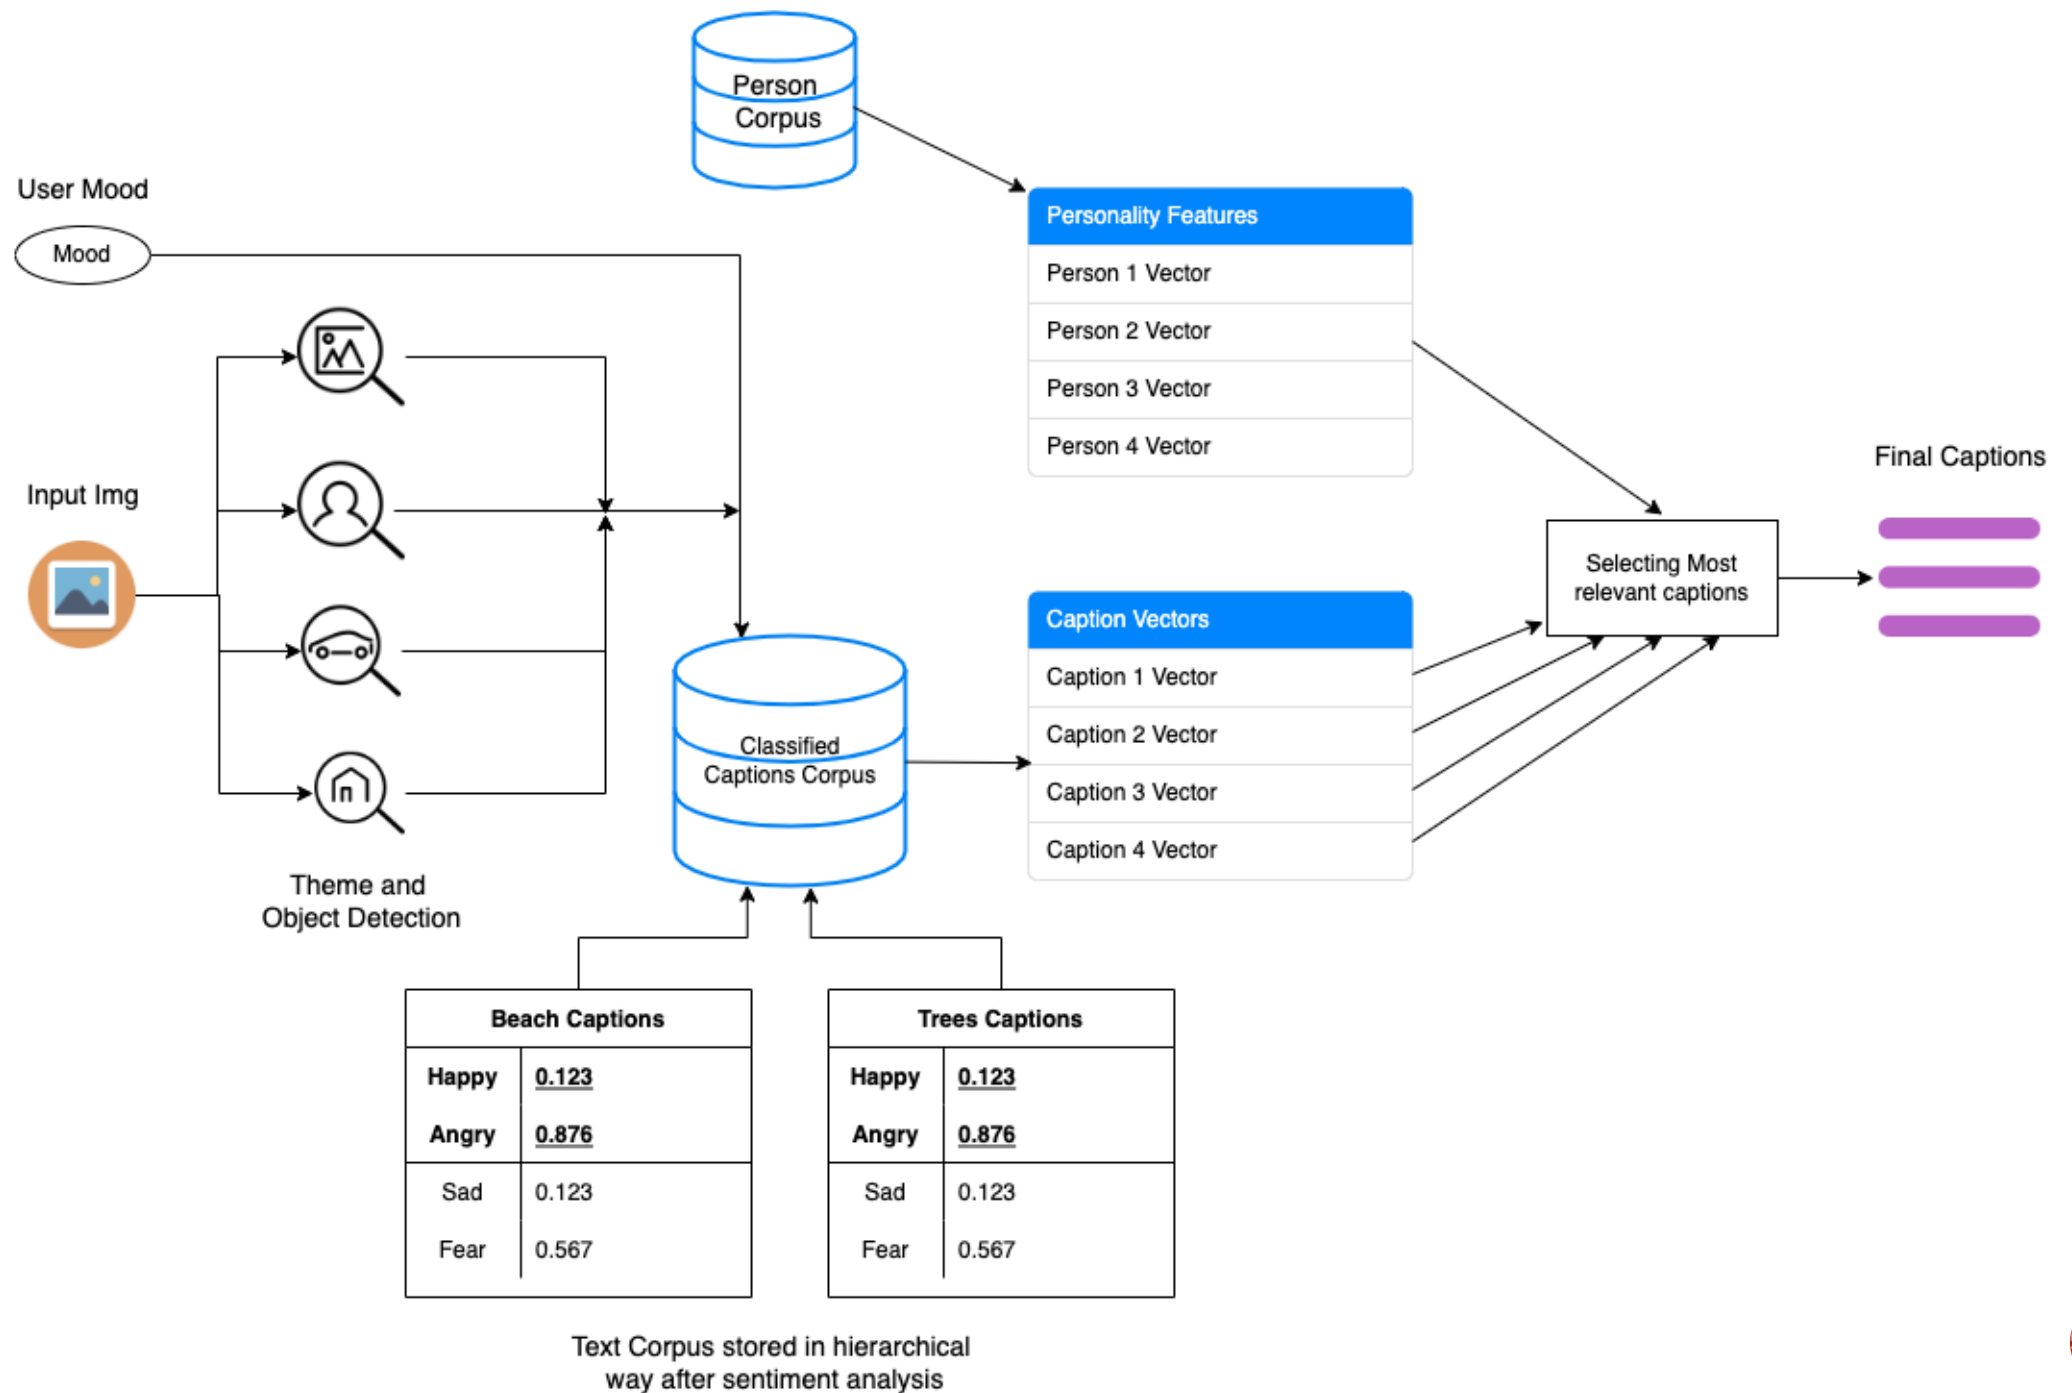 Person
Corpus
User Mood
Mood
Personality Features
Person 1 Vector
Person 2 Vector
Person 3 Vector
Person 4 Vector
Input Img
Final Captions
Selecting Most
relevant captions
Caption Vectors
Caption 1 Vector
Caption 2 Vector
Caption 3 Vector
Caption 4 Vector
Classified
Captions Corpus
Theme and
Object Detection
Beach Captions
Happy 0.123
Angry 0.876
Sad 0.123
Fear 0.567
Trees Captions
Happy 0.123
Angry 0.876
Sad 0.123
Fear 0.567
Text Corpus stored in hierarchical
way after sentiment analysis